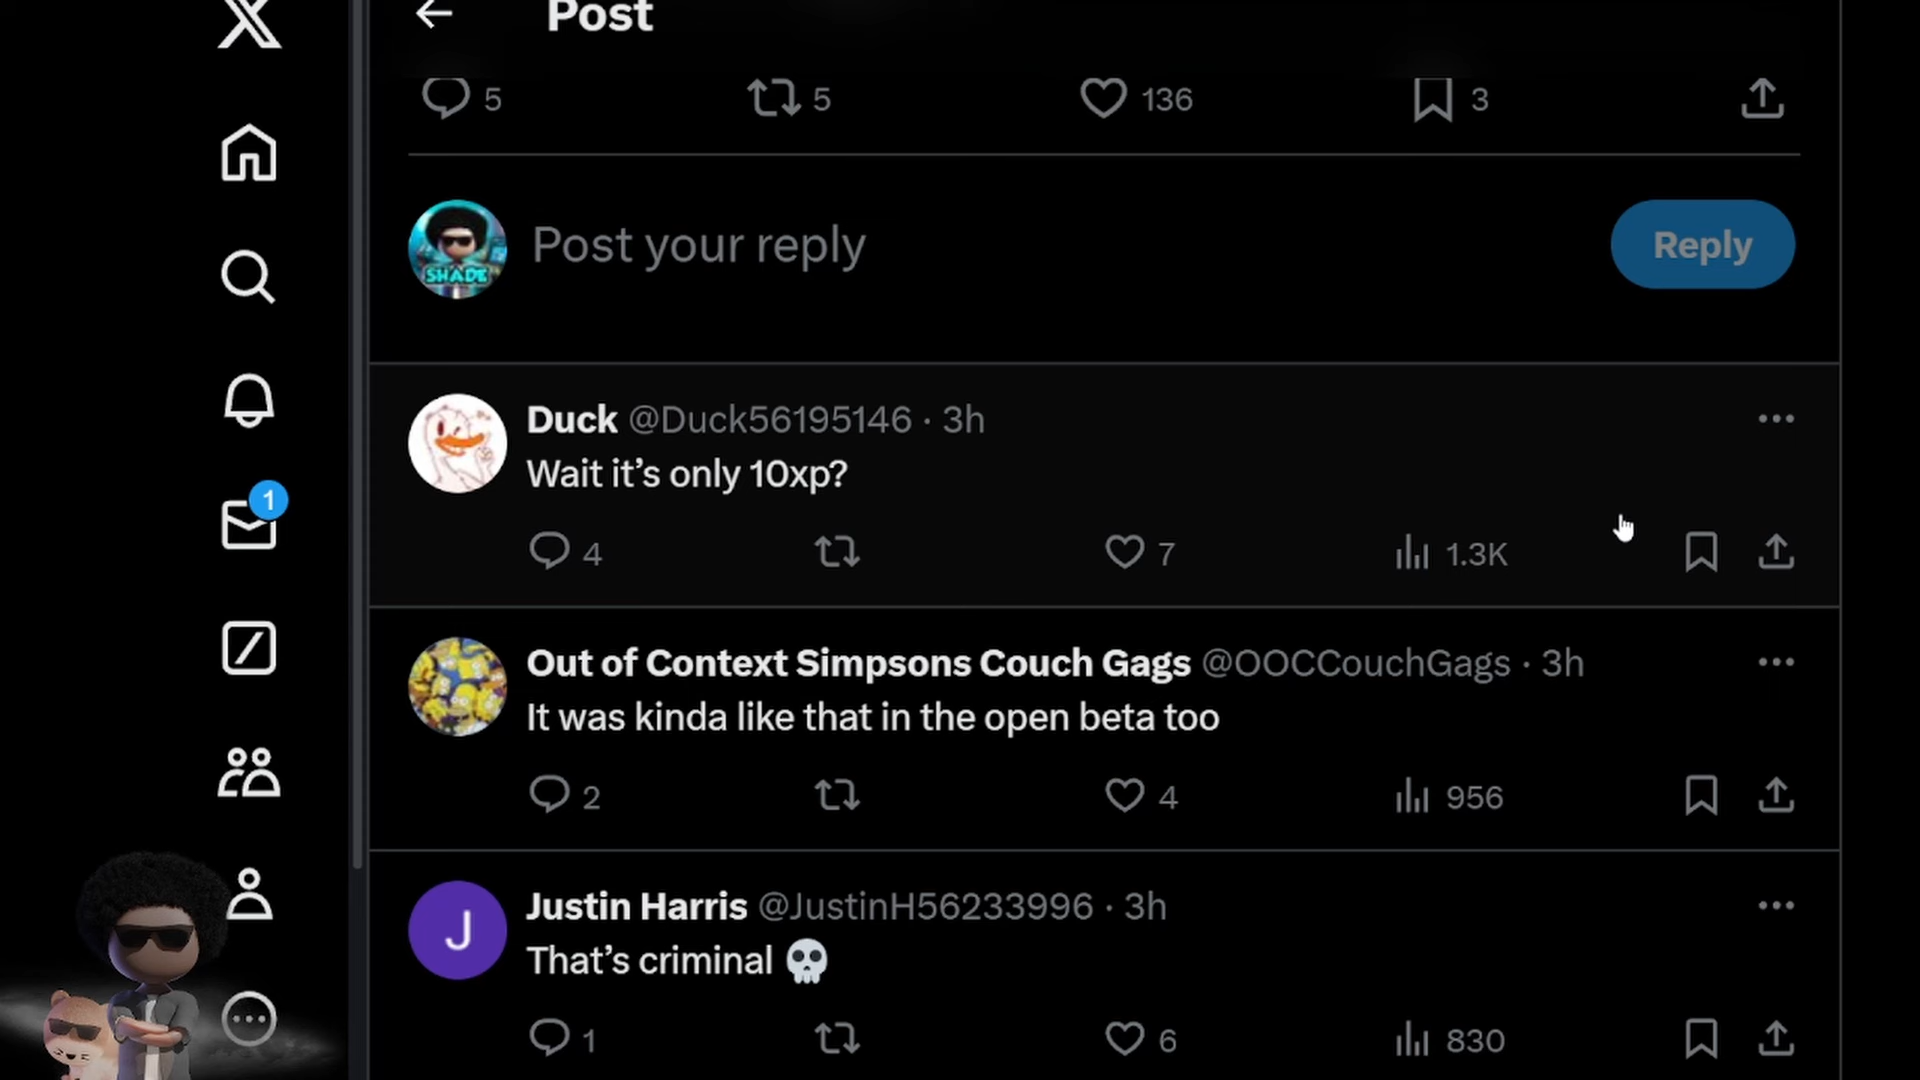 Post
5 5 136 3
SHADE
Post your reply
Reply
Duck @Duck56195146 · 3h
Wait it’s only 10xp?
4 7 1.3K
1
Out of Context Simpsons Couch Gags @OOCCouchGags · 3h
It was kinda like that in the open beta too
2 4 956
J
Justin Harris @JustinH56233996 · 3h
That’s criminal 💀
1 6 830